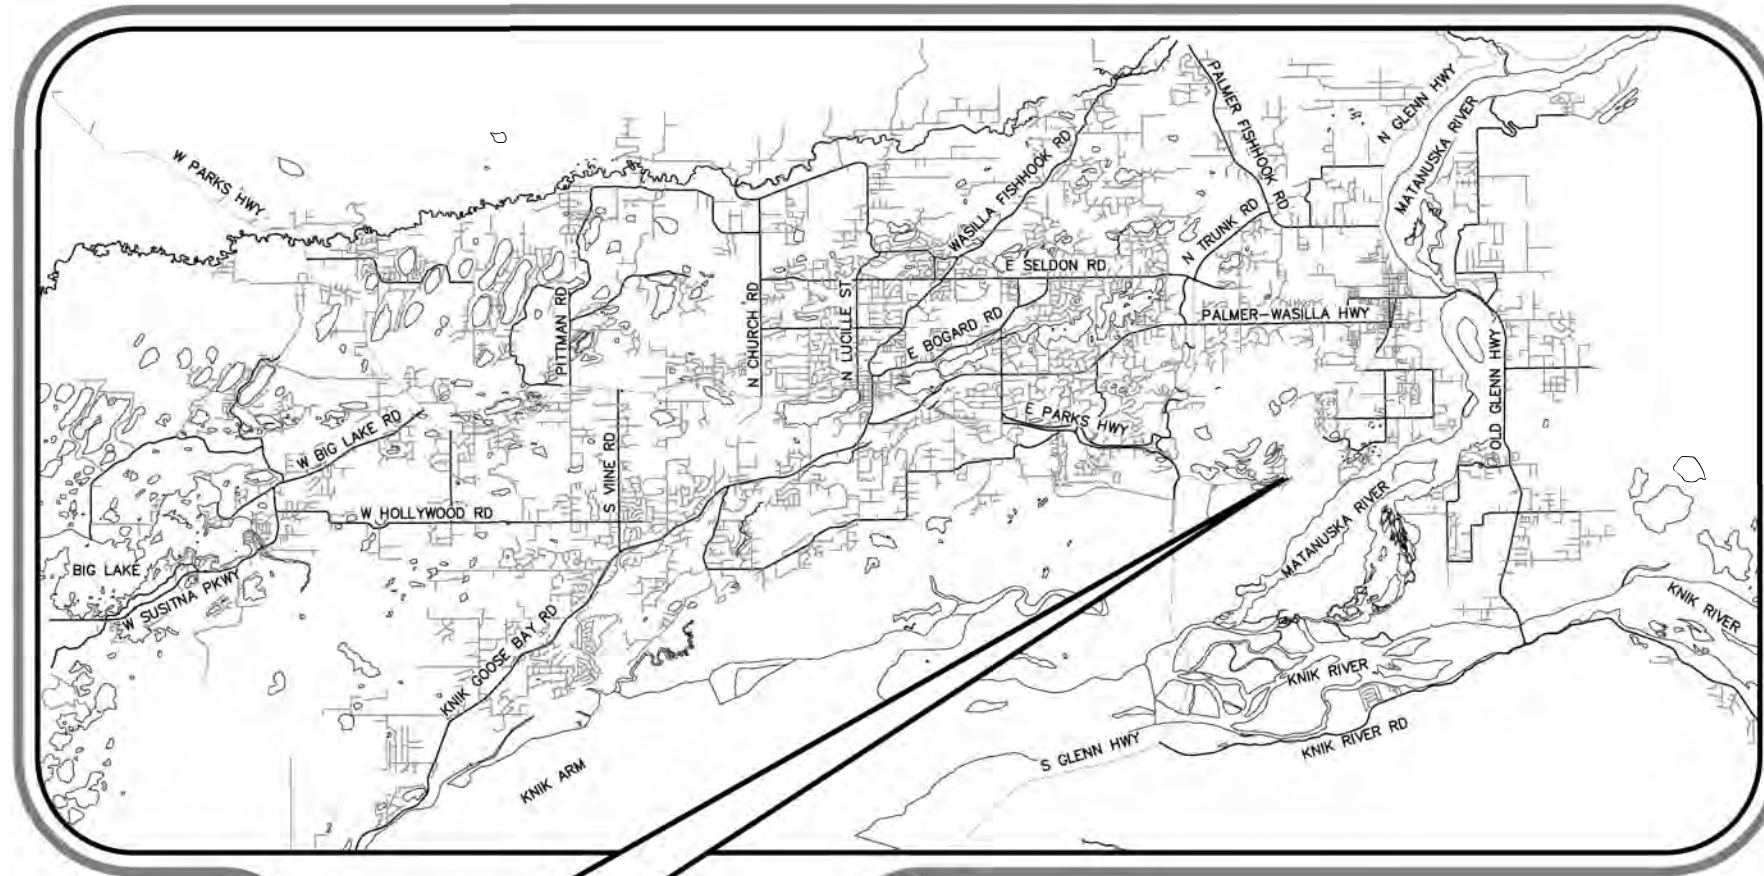 W PARKS HWY
PALMER FISHHOOK RD
N GLENN HWY
MATANUSKA RIVER
WASILLA FISHHOOK RD
N TRUNK RD
E SELDON RD
PITTMAN RD
N CHURCH RD
N LUCILLE ST
E BOGARD RD
PALMER-WASILLA HWY
OLD GLENN HWY
E PARKS HWY
W BIG LAKE RD
S VINE RD
W HOLLYWOOD RD
MATANUSKA RIVER
BIG LAKE
W SUSITNA PKWY
KNIK GOOSE BAY RD
KNIK RIVER
KNIK RIVER
KNIK RIVER RD
S GLENN HWY
KNIK ARM